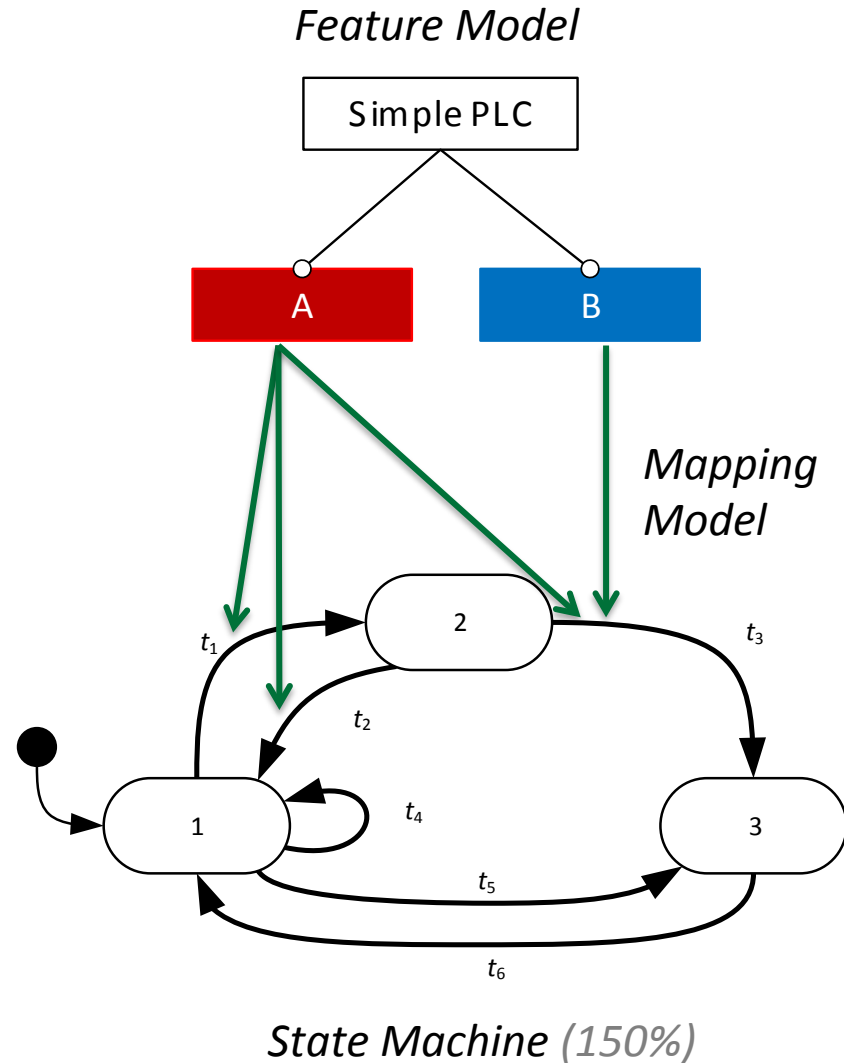 Feature Model
Simple PLC
A
B
Mapping
Model
2
t1
t3
t2
1
t4
3
t5
t6
State Machine (150%)